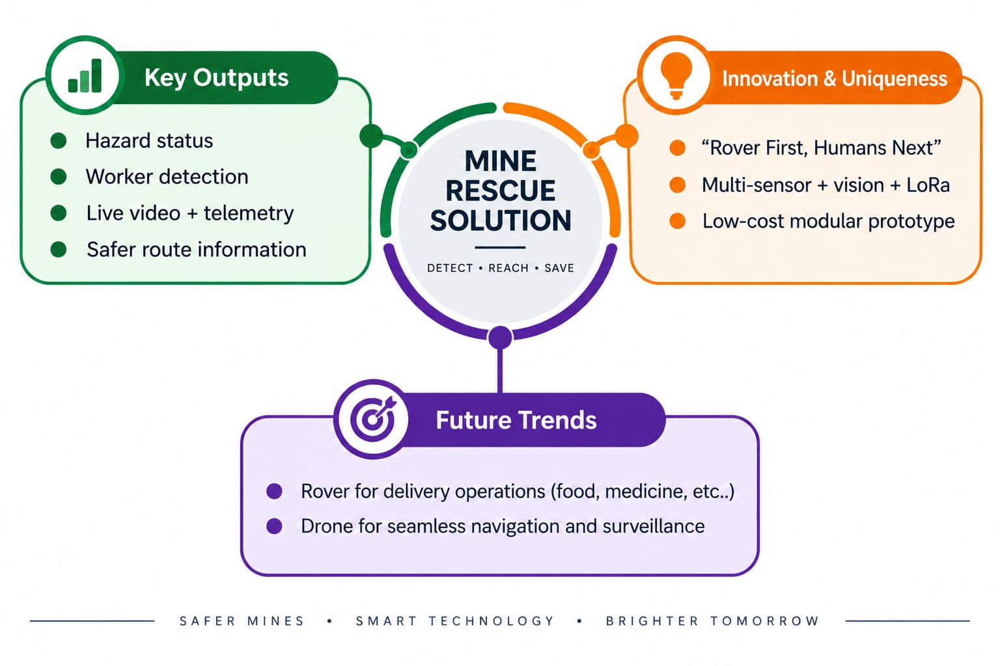 Key Outputs
Hazard status
Worker detection
Live video + telemetry
Safer route information
MINE
RESCUE
SOLUTION
DETECT • REACH • SAVE
Innovation & Uniqueness
“Rover First, Humans Next”
Multi-sensor + vision + LoRa
Low-cost modular prototype
Future Trends
Rover for delivery operations (food, medicine, etc..)
Drone for seamless navigation and surveillance
SAFER MINES • SMART TECHNOLOGY • BRIGHTER TOMORROW